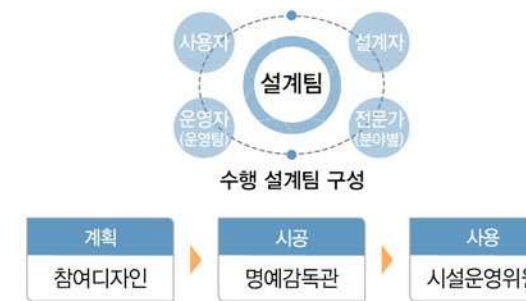 사용자
설계자
설계팀
운영자
(운영팀)
전문가
(분야별)
수행 설계팀 구성
계획
시공
사용
참여디자인
명예감독관
시설운영위원